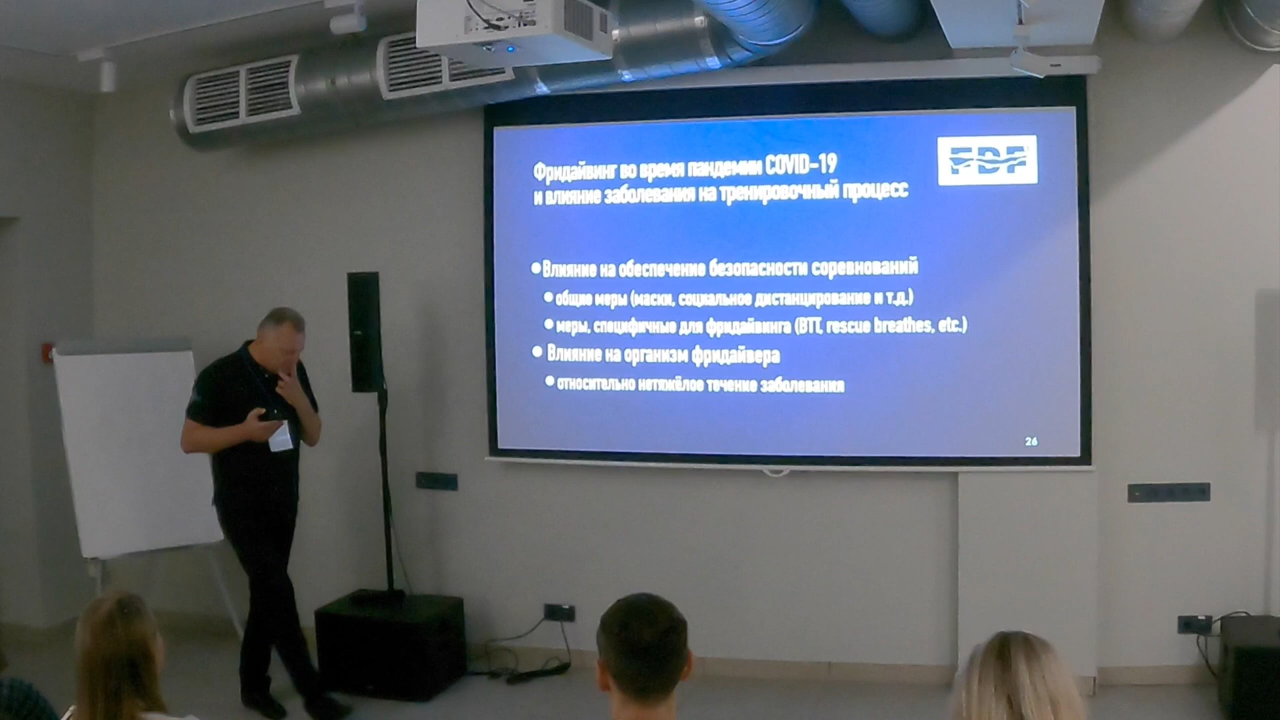 Фридайвинг во время пандемии COVID-19
и влияние заболевания на тренировочный процесс
FDF
• Влияние на обеспечение безопасности соревнований
• общие меры (маски, социальное дистанцирование и т.д.)
• меры, специфичные для фридайвинга (BTT, rescue breathes, etc.)
• Влияние на организм фридайвера
• относительно нетяжёлое течение заболевания
26